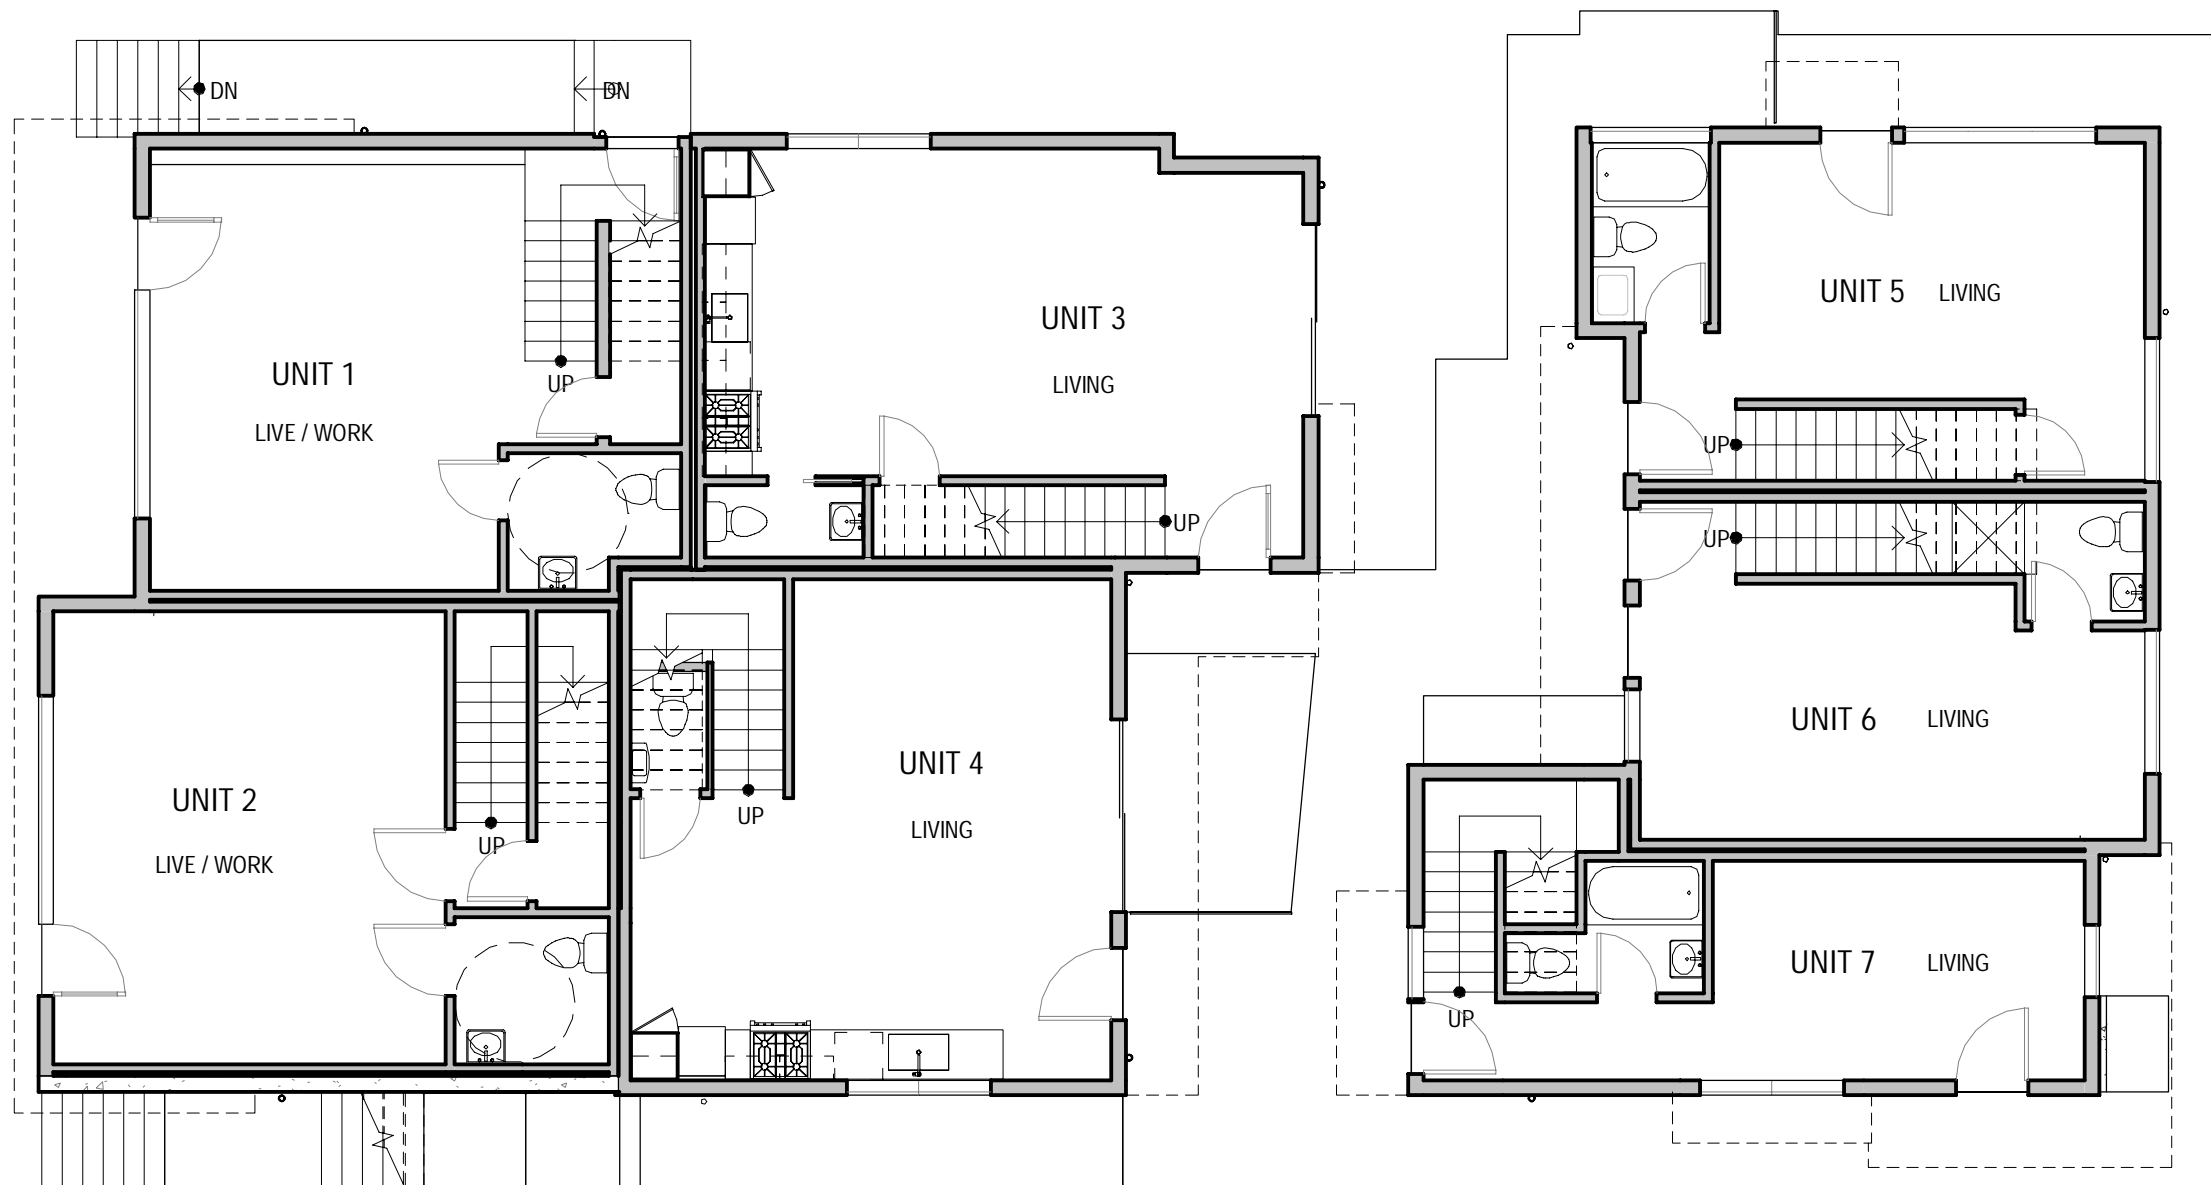 DN
DN
UNIT 1
LIVE / WORK
UP
UNIT 3
LIVING
UP
UNIT 2
LIVE / WORK
UP
UNIT 4
LIVING
UP
UNIT 5 LIVING
UP
UP
UNIT 6 LIVING
UNIT 7 LIVING
UP